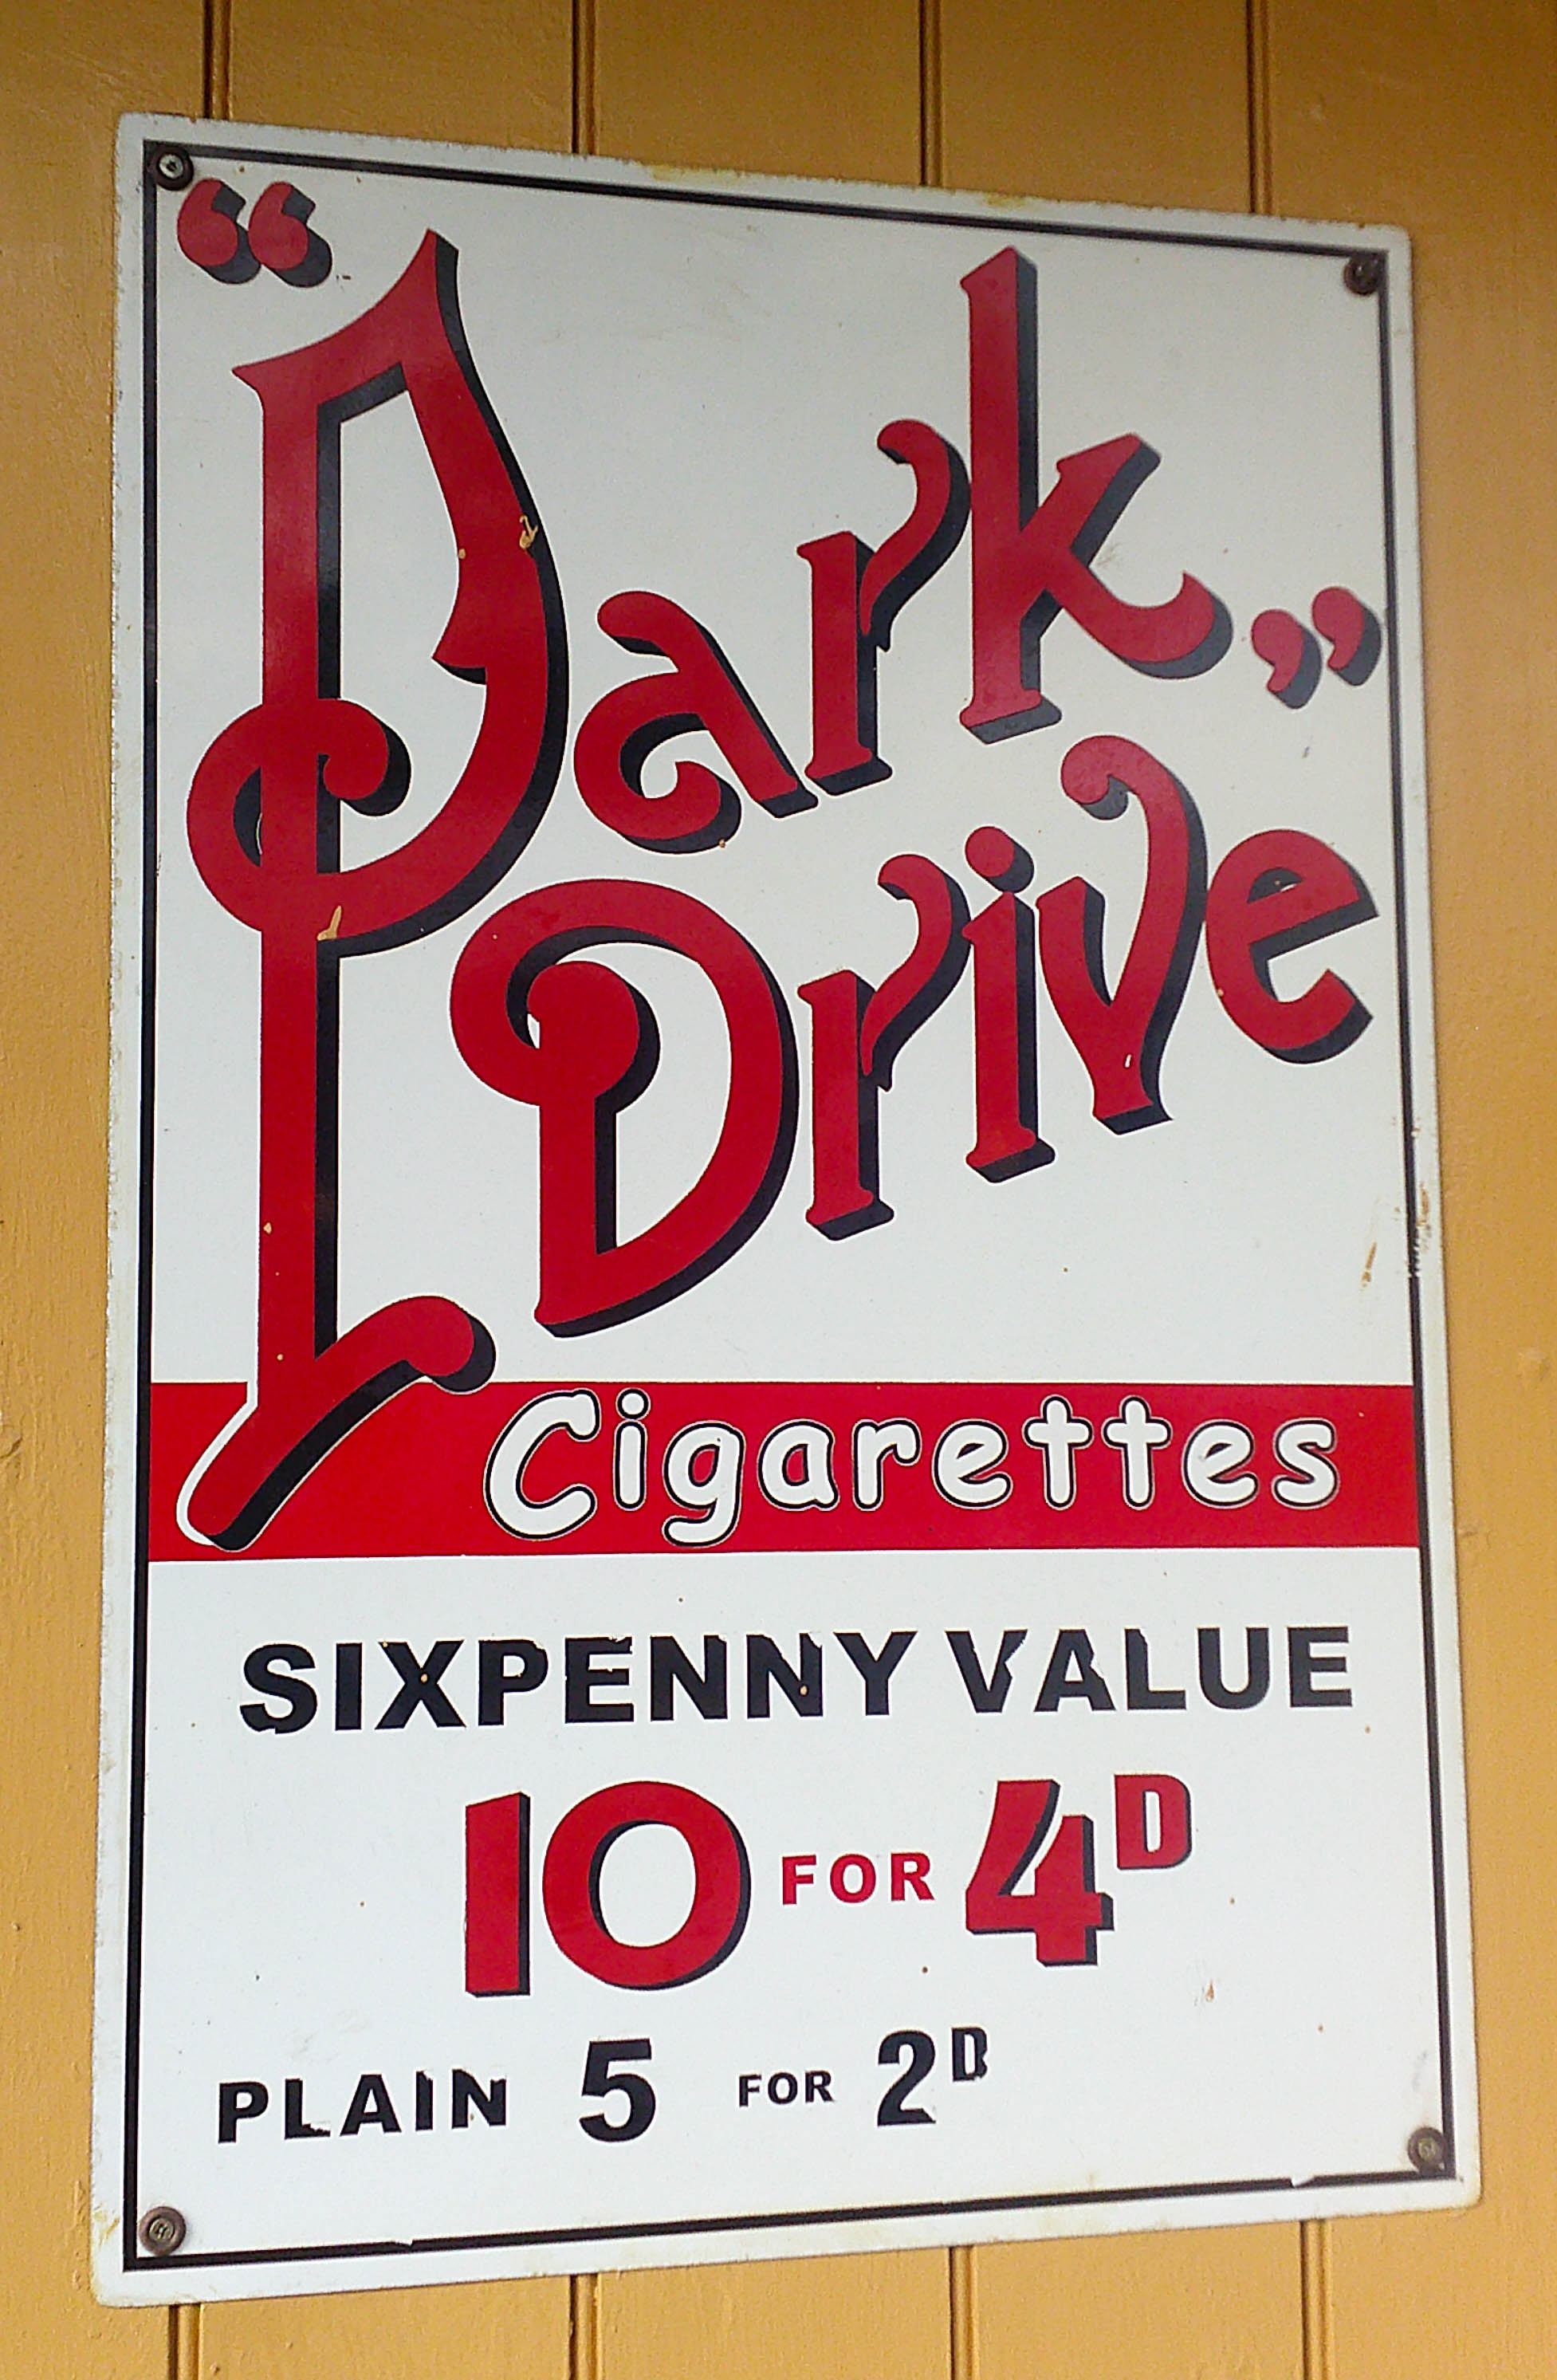 “Park”
Drive
Cigarettes
SIXPENNY VALUE
10 FOR 4D
PLAIN 5 FOR 2D